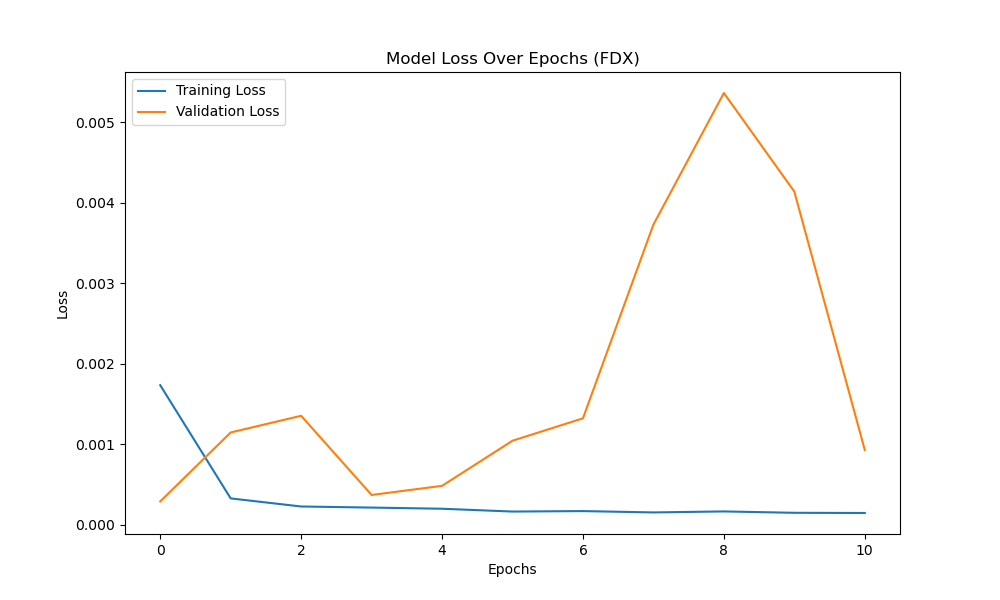 Model Loss Over Epochs (FDX)
Training Loss
Validation Loss
0.005
0.004
0.003
0.002
0.001
0.000
Loss
0 2 4 6 8 10
Epochs